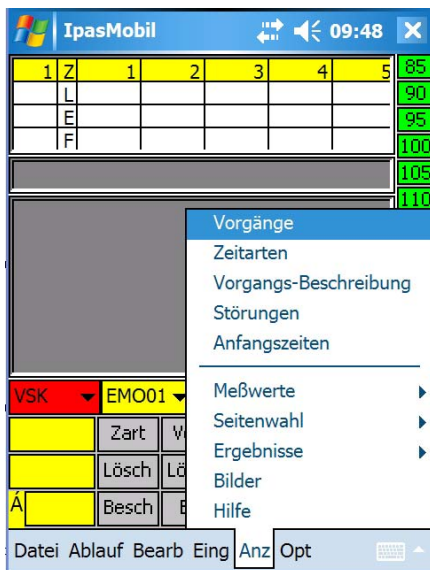 IpasMobil 09:48
1 Z 1 2 3 4 5 85
L 90
E 95
F 100
105
110
Vorgänge
Zeitarten
Vorgangs-Beschreibung
Störungen
Anfangszeiten
Meßwerte
Seitenwahl
Ergebnisse
Bilder
Hilfe
VSK EMO01
Zart
Lösch
Á Besch
Datei Ablauf Bearb Eing Anz Opt